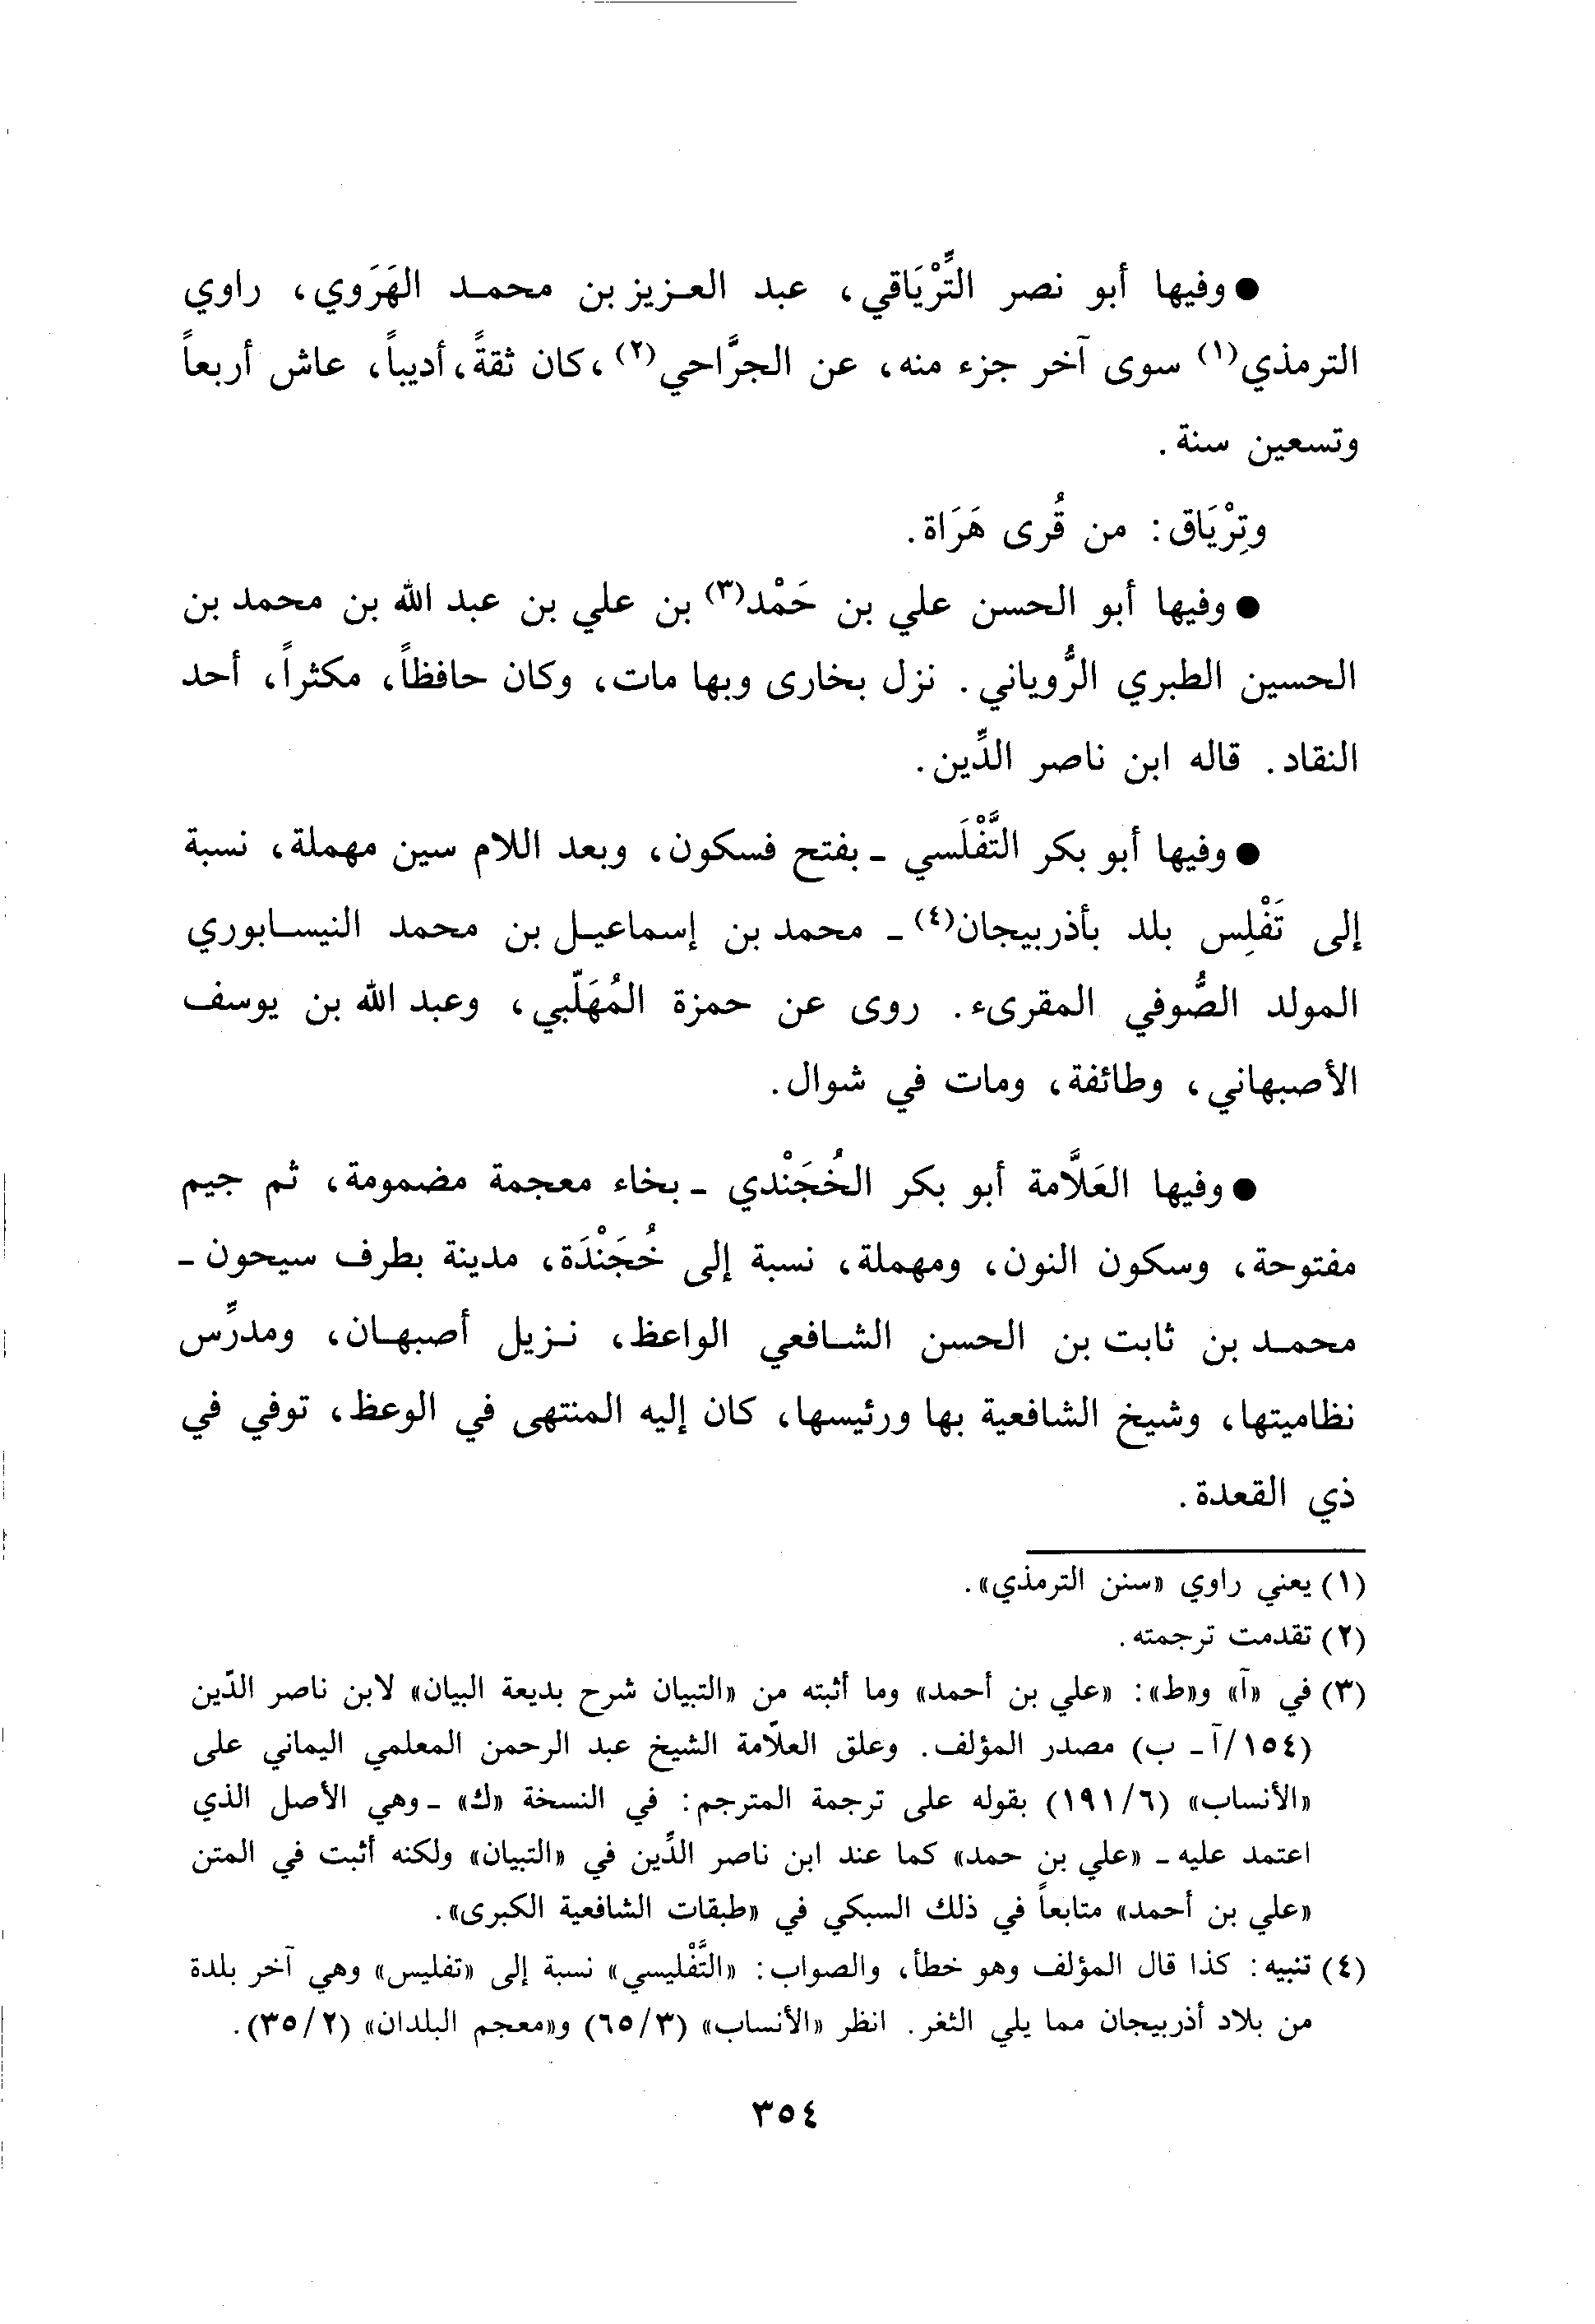 ● وفيها أبو نصر التِّرْيَاقي، عبد العـزيز بن محمـد الهَرَوي، راوي
الترمذي(١) سوى آخر جزء منه، عن الجرَّاحي(٢)، كان ثقةً، أديباً، عاش أربعاً
وتسعين سنة.
وتِرْيَاق: من قُرى هَرَاة.
● وفيها أبو الحسن علي بن حَمْد(٣) بن علي بن عبد الله بن محمد بن
الحسين الطبري الرُّوياني. نزل بخارى وبها مات، وكان حافظاً، مكثراً، أحد
النقاد. قاله ابن ناصر الدِّين.
● وفيها أبو بكر التَّفْلَسي ـ بفتح فسكون، وبعد اللام سين مهملة، نسبة
إلى تَفْلِس بلد بأذربيجان(٤) ـ محمد بن إسماعيـل بن محمد النيسـابوري
المولد الصُّوفي المقرىء. روى عن حمزة المُهَلّبي، وعبد الله بن يوسف
الأصبهاني، وطائفة، ومات في شوال.
● وفيها العَلَّامة أبو بكر الخُجَنْدي ـ بخاء معجمة مضمومة، ثم جيم
مفتوحة، وسكون النون، ومهملة، نسبة إلى خُجَنْدَة، مدينة بطرف سيحون ـ
محمـد بن ثابت بن الحسن الشـافعي الواعظ، نـزيل أصبهـان، ومدرِّس
نظاميتها، وشيخ الشافعية بها ورئيسها، كان إليه المنتهى في الوعظ، توفي في
ذي القعدة.
(١) يعني راوي «سنن الترمذي».
(٢) تقدمت ترجمته.
(٣) في «آ» و«ط»: «علي بن أحمد» وما أثبته من «التبيان شرح بديعة البيان» لابن ناصر الدّين
(١٥٤/آ ـ ب) مصدر المؤلف. وعلق العلاّمة الشيخ عبد الرحمن المعلمي اليماني على
«الأنساب» (١٩١/٦) بقوله على ترجمة المترجم: في النسخة «ك» ـ وهي الأصل الذي
اعتمد عليه ـ «علي بن حمد» كما عند ابن ناصر الدِّين في «التبيان» ولكنه أثبت في المتن
«علي بن أحمد» متابعاً في ذلك السبكي في «طبقات الشافعية الكبرى».
(٤) تنبيه: كذا قال المؤلف وهو خطأ، والصواب: «التَّفْليسي» نسبة إلى «تفليس» وهي آخر بلدة
من بلاد أذربيجان مما يلي الثغر. انظر «الأنساب» (٦٥/٣) و«معجم البلدان» (٣٥/٢).
٣٥٤